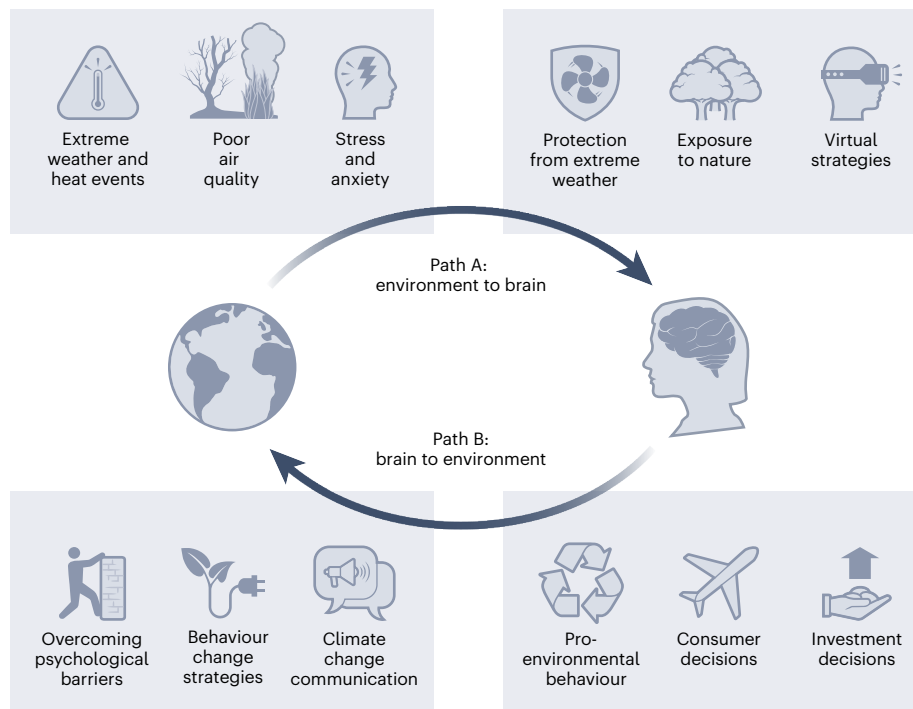 Extreme
weather and
heat events
Poor
air
quality
Stress
and
anxiety
Protection
from extreme
weather
Exposure
to nature
Virtual
strategies
Path A:
environment to brain
Path B:
brain to environment
Overcoming
psychological
barriers
Behaviour
change
strategies
Climate
change
communication
Pro-
environmental
behaviour
Consumer
decisions
Investment
decisions